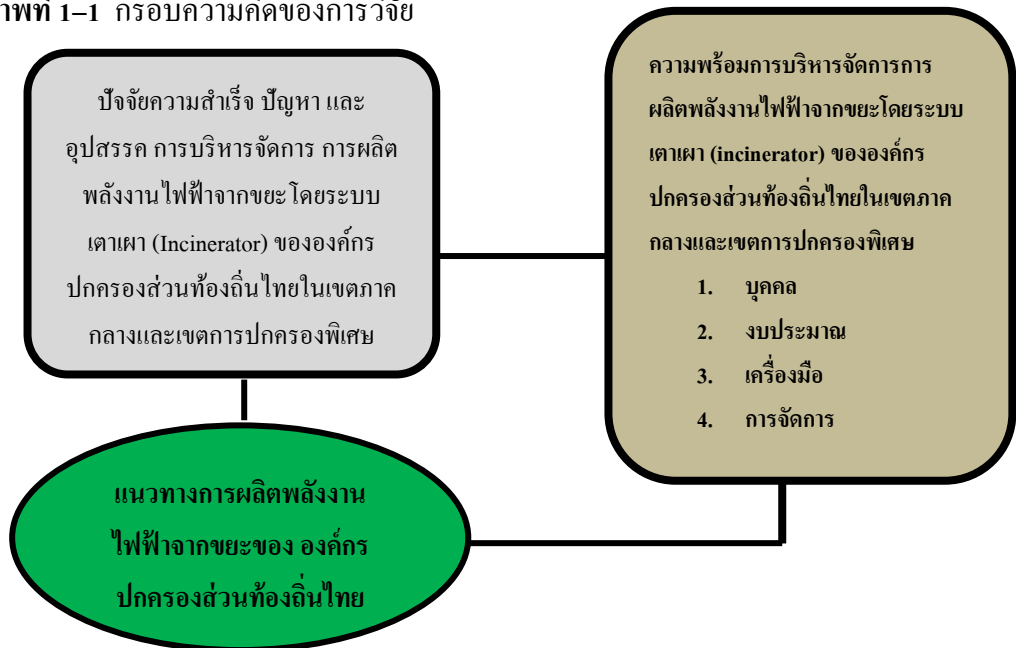 าพที่ 1–1 กรอบความคิดของการวิจัย
ปัจจัยความสำเร็จ ปัญหา และ
อุปสรรค การบริหารจัดการ การผลิต
พลังงานไฟฟ้าจากขยะโดยระบบ
เตาเผา (Incinerator) ขององค์กร
ปกครองส่วนท้องถิ่นไทยในเขตภาค
กลางและเขตการปกครองพิเศษ
ความพร้อมการบริหารจัดการการ
ผลิตพลังงานไฟฟ้าจากขยะโดยระบบ
เตาเผา (incinerator) ขององค์กร
ปกครองส่วนท้องถิ่นไทยในเขตภาค
กลางและเขตการปกครองพิเศษ
1. บุคคล
2. งบประมาณ
3. เครื่องมือ
4. การจัดการ
แนวทางการผลิตพลังงาน
ไฟฟ้าจากขยะของ องค์กร
ปกครองส่วนท้องถิ่นไทย